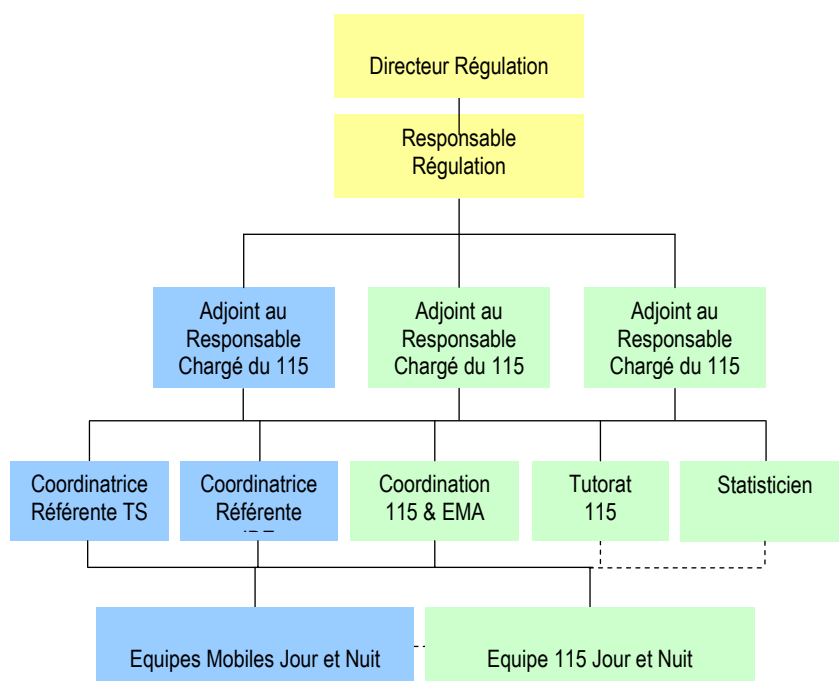 Directeur Régulation
Responsable
Régulation
Adjoint au
Responsable
Chargé du 115
Adjoint au
Responsable
Chargé du 115
Adjoint au
Responsable
Chargé du 115
Coordinatrice
Référente TS
Coordinatrice
Référente
Coordination
115 & EMA
Tutorat
115
Statisticien
Equipes Mobiles Jour et Nuit
Equipe 115 Jour et Nuit